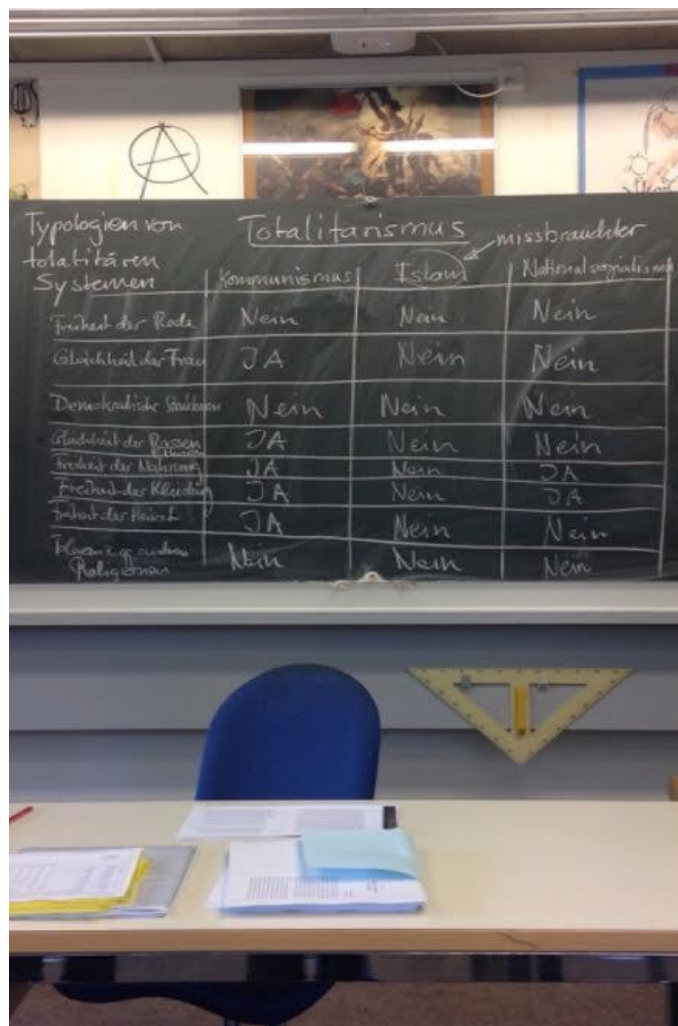 Typologien von
totalitären
Systemen
Totalitarismus
missbrauchter
Kommunismus Islam Nationalsozialismus
Freiheit der Rede Nein Nein Nein
Gleichheit der Frau JA Nein Nein
Demokratische Nein Nein Nein
Gleichheit der Rassen JA Nein Nein
Freiheit der Nahrung JA Nein JA
Freiheit der Kleidung JA Nein JA
Freiheit der Heirat JA Nein Nein
Toleranz anderen Nein Nein Nein
Religionen